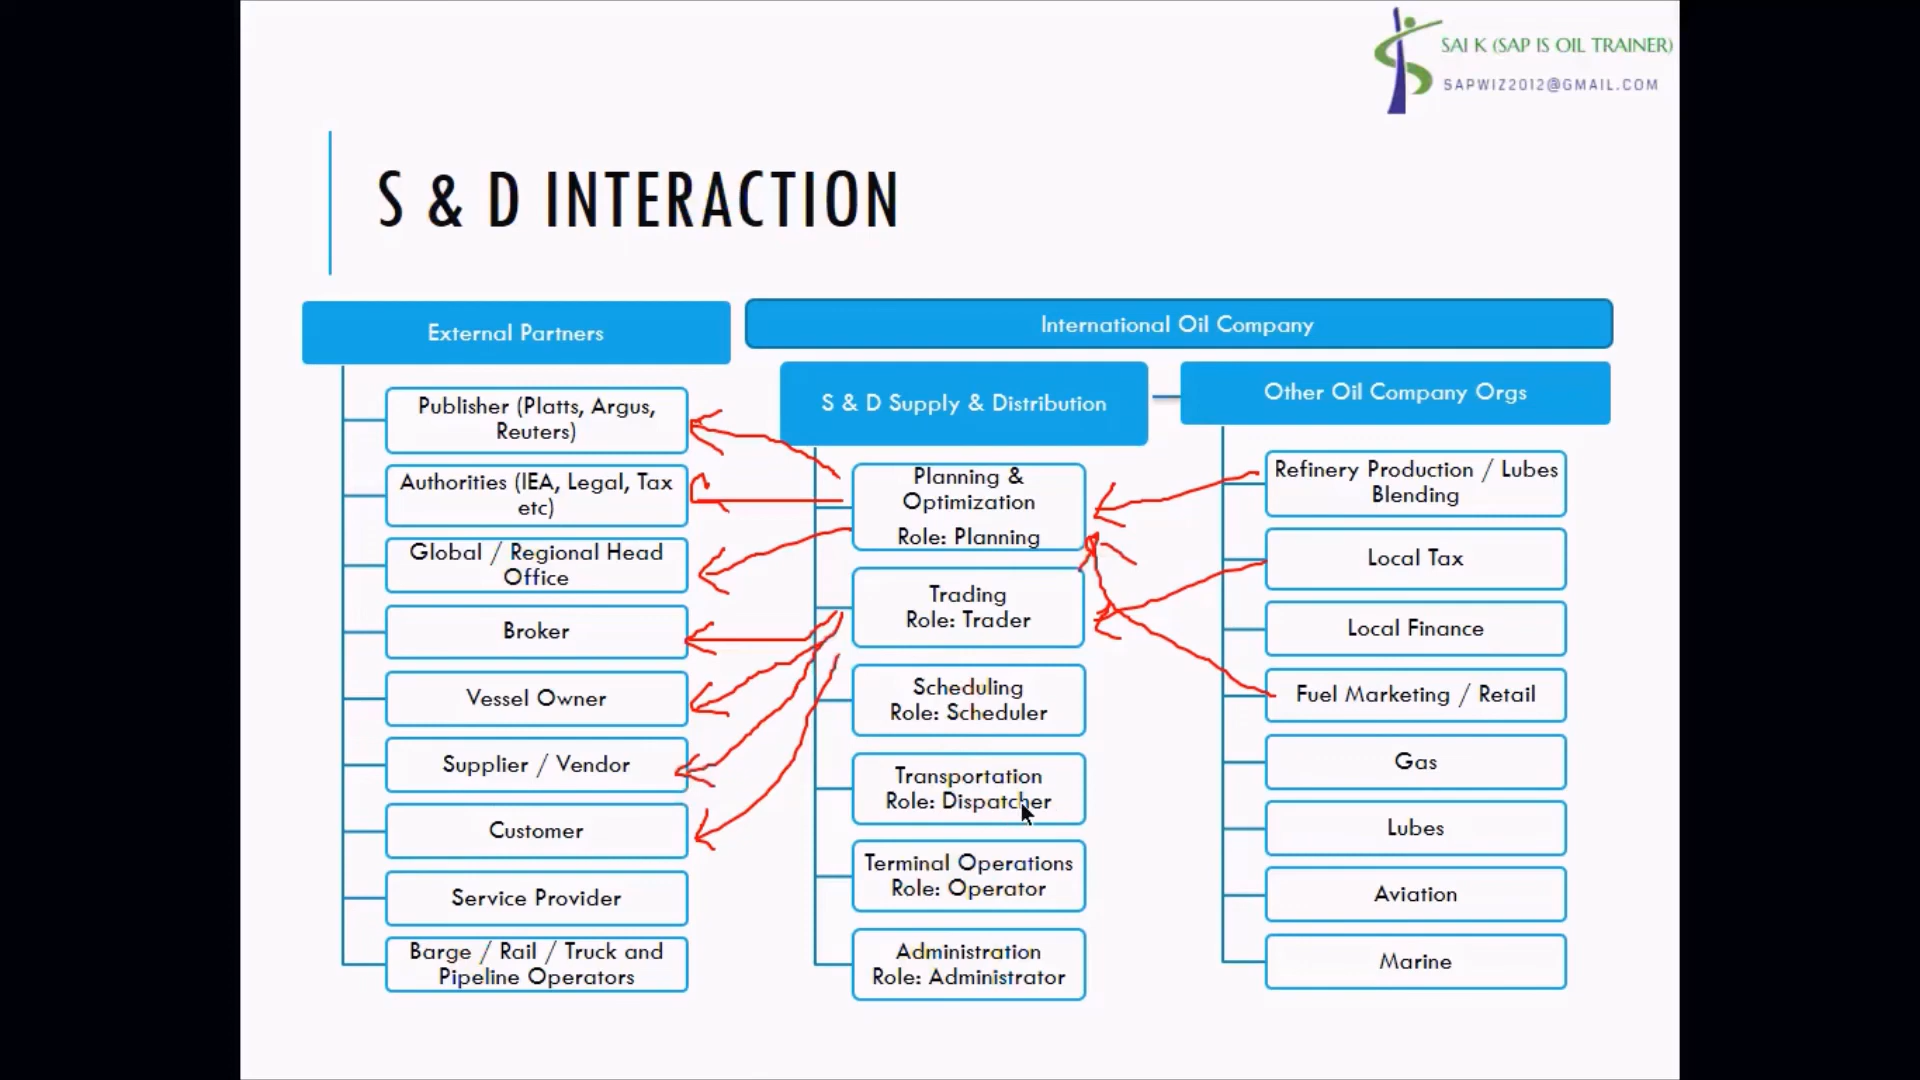 SAI K (SAP IS OIL TRAINER)
SAPWIZ2012@GMAIL.COM
S & D INTERACTION
External Partners
Publisher (Platts, Argus,
Reuters)
Authorities (IEA, Legal, Tax
etc)
Global / Regional Head
Office
Broker
Vessel Owner
Supplier / Vendor
Customer
Service Provider
Barge / Rail / Truck and
Pipeline Operators
International Oil Company
S & D Supply & Distribution
Planning &
Optimization
Role: Planning
Trading
Role: Trader
Scheduling
Role: Scheduler
Transportation
Role: Dispatcher
Terminal Operations
Role: Operator
Administration
Role: Administrator
Other Oil Company Orgs
Refinery Production / Lubes
Blending
Local Tax
Local Finance
Fuel Marketing / Retail
Gas
Lubes
Aviation
Marine